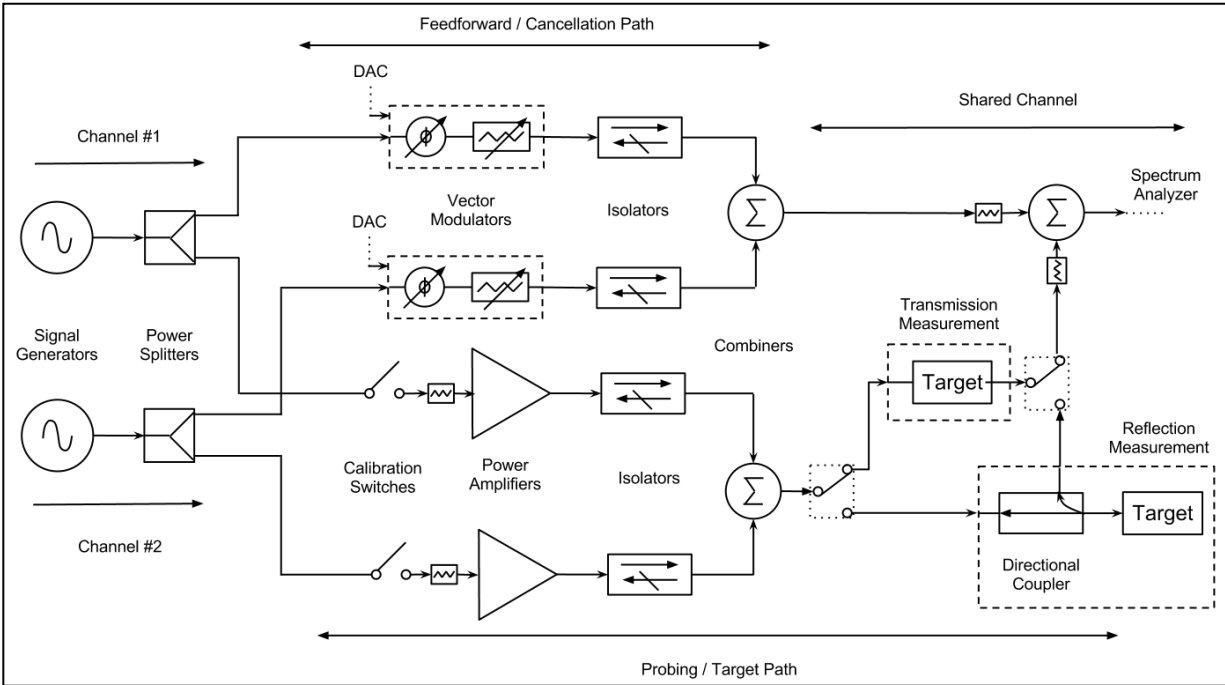 Feedforward / Cancellation Path
DAC
Shared Channel
Channel #1
Spectrum
Analyzer
Vector
Modulators
Isolators
Σ
Σ
DAC
ϕ
ϕ
Transmission
Measurement
Signal
Generators
Power
Splitters
Combiners
Target
Reflection
Measurement
Calibration
Switches
Power
Amplifiers
Isolators
Σ
Target
Channel #2
Directional
Coupler
Probing / Target Path